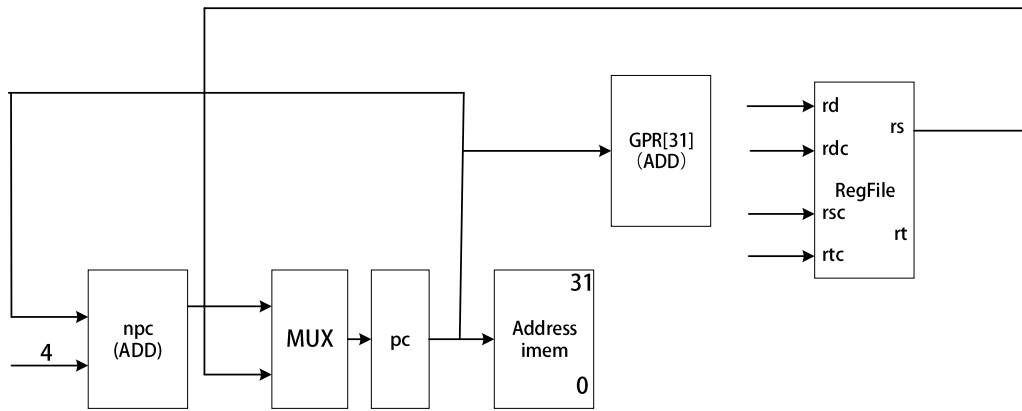 GPR[31]
（ADD）
rd
rs
rdc
RegFile
rsc
rt
rtc
4
npc
(ADD)
MUX
pc
31
Address
imem
0